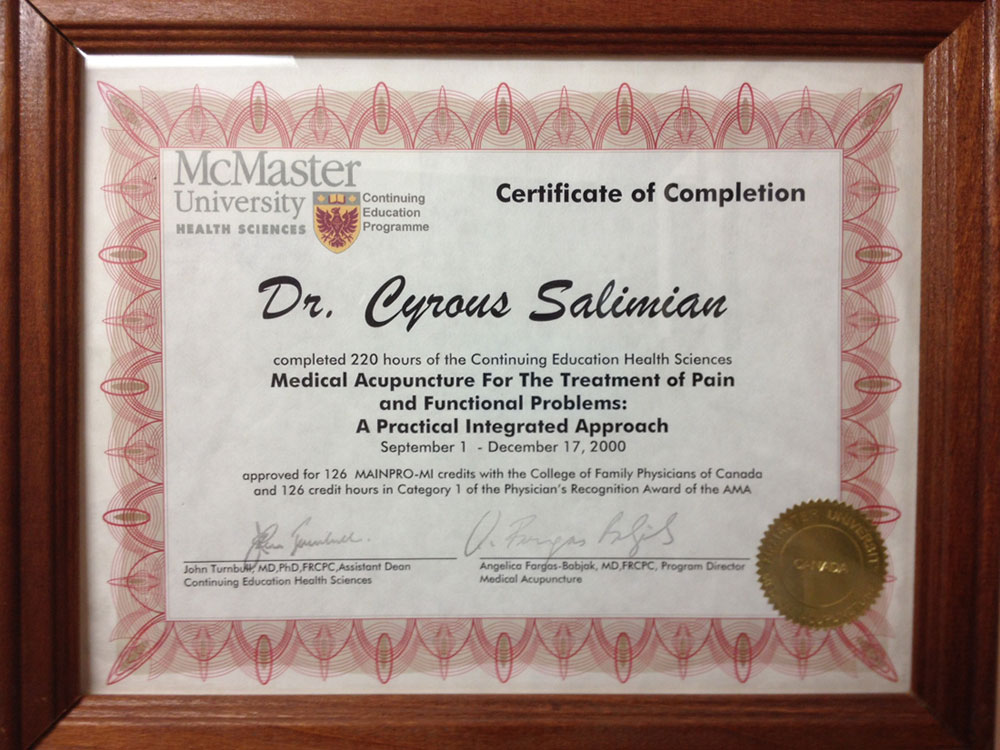 McMaster
University
HEALTH SCIENCES
Continuing
Education
Programme
Certificate of Completion
Dr. Cyrous Salimian
completed 220 hours of the Continuing Education Health Sciences
Medical Acupuncture For The Treatment of Pain
and Functional Problems:
A Practical Integrated Approach
September 1 - December 17, 2000
approved for 126 MAINPRO-MI credits with the College of Family Physicians of Canada
and 126 credit hours in Category 1 of the Physician's Recognition Award of the AMA
John Turnbull, MD,PhD,FRCPC,Assistant Dean
Continuing Education Health Sciences
Angelica Fargas-Babjak, MD,FRCPC, Program Director
Medical Acupuncture
UNIVERSITY
CANADA